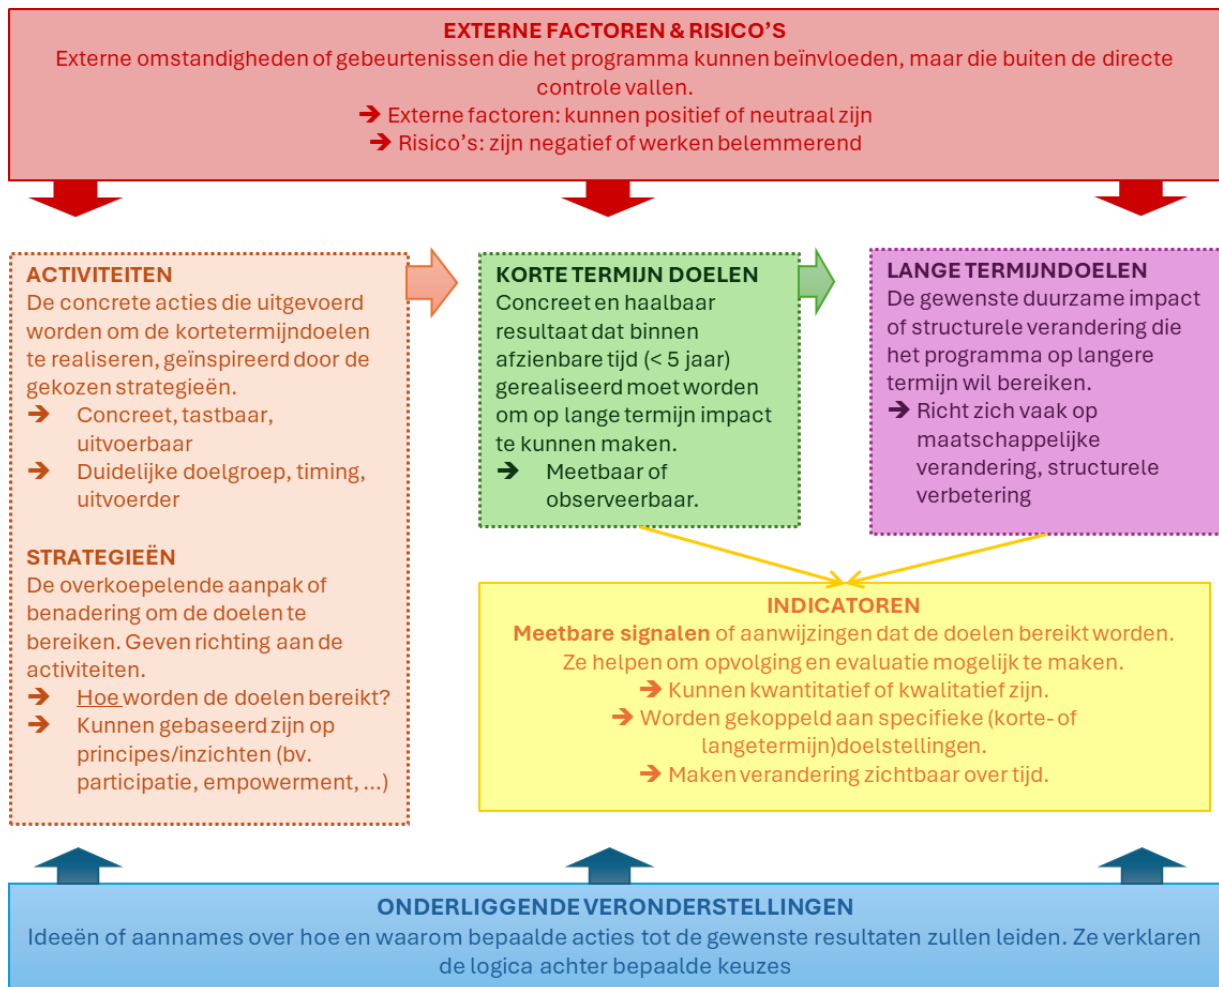 EXTERNE FACTOREN & RISICO'S
Externe omstandigheden of gebeurtenissen die het programma kunnen beïnvloeden, maar die buiten de directe
controle vallen.
➔ Externe factoren: kunnen positief of neutraal zijn
➔ Risico's: zijn negatief of werken belemmerend
ACTIVITEITEN
De concrete acties die uitgevoerd
worden om de kortetermijndoelen
te realiseren, geïnspireerd door de
gekozen strategieën.
➔ Concreet, tastbaar,
uitvoerbaar
➔ Duidelijke doelgroep, timing,
uitvoerder
STRATEGIEËN
De overkoepelende aanpak of
benadering om de doelen te
bereiken. Geven richting aan de
activiteiten.
➔ Hoe worden de doelen bereikt?
➔ Kunnen gebaseerd zijn op
principes/inzichten (bv.
participatie, empowerment, ...)
KORTE TERMIJN DOELEN
Concreet en haalbaar
resultaat dat binnen
afzienbare tijd (< 5 jaar)
gerealiseerd moet worden
om op lange termijn impact
te kunnen maken.
➔ Meetbaar of
observeerbaar.
LANGE TERMIJNDOELEN
De gewenste duurzame impact
of structurele verandering die
het programma op langere
termijn wil bereiken.
➔ Richt zich vaak op
maatschappelijke
verandering, structurele
verbetering
INDICATOREN
Meetbare signalen of aanwijzingen dat de doelen bereikt worden.
Ze helpen om opvolging en evaluatie mogelijk te maken.
➔ Kunnen kwantitatief of kwalitatief zijn.
➔ Worden gekoppeld aan specifieke (korte- of
langetermijn)doelstellingen.
➔ Maken verandering zichtbaar over tijd.
ONDERLIGGENDE VERONDERSTELLINGEN
Ideeën of aannames over hoe en waarom bepaalde acties tot de gewenste resultaten zullen leiden. Ze verklaren
de logica achter bepaalde keuzes